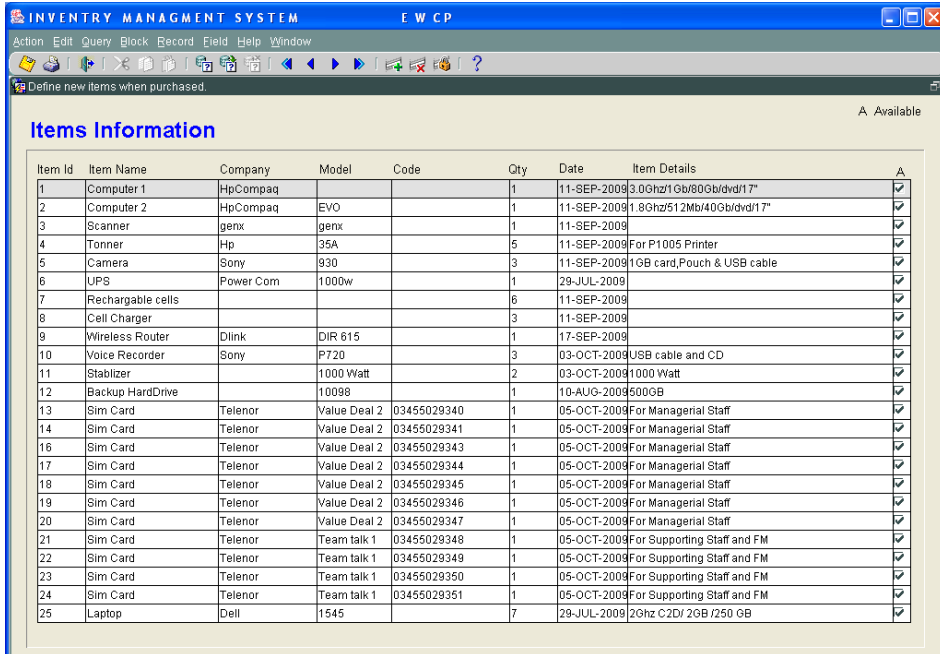 INVENTRY MANAGMENT SYSTEM E W CP
Action Edit Query Block Record Field Help Window
Define new items when purchased.
A Available
Items Information
Item Id Item Name Company Model Code Qty Date Item Details A
1 Computer 1 HpCompaq 1 11-SEP-2009 3.0Ghz/1Gb/80Gb/dvd/17"
2 Computer 2 HpCompaq EVO 1 11-SEP-2009 1.8Ghz/512Mb/40Gb/dvd/17"
3 Scanner genx genx 1 11-SEP-2009
4 Tonner Hp 35A 5 11-SEP-2009 For P1005 Printer
5 Camera Sony 930 3 11-SEP-2009 1GB card,Pouch & USB cable
6 UPS Power Com 1000w 1 29-JUL-2009
7 Rechargable cells 6 11-SEP-2009
8 Cell Charger 3 11-SEP-2009
9 Wireless Router Dlink DIR 615 1 17-SEP-2009
10 Voice Recorder Sony P720 3 03-OCT-2009 USB cable and CD
11 Stablizer 1000 Watt 2 03-OCT-2009 1000 Watt
12 Backup HardDrive 10098 1 10-AUG-2009 500GB
13 Sim Card Telenor Value Deal 2 03455029340 1 05-OCT-2009 For Managerial Staff
14 Sim Card Telenor Value Deal 2 03455029341 1 05-OCT-2009 For Managerial Staff
16 Sim Card Telenor Value Deal 2 03455029343 1 05-OCT-2009 For Managerial Staff
17 Sim Card Telenor Value Deal 2 03455029344 1 05-OCT-2009 For Managerial Staff
18 Sim Card Telenor Value Deal 2 03455029345 1 05-OCT-2009 For Managerial Staff
19 Sim Card Telenor Value Deal 2 03455029346 1 05-OCT-2009 For Managerial Staff
20 Sim Card Telenor Value Deal 2 03455029347 1 05-OCT-2009 For Managerial Staff
21 Sim Card Telenor Team talk 1 03455029348 1 05-OCT-2009 For Supporting Staff and FM
22 Sim Card Telenor Team talk 1 03455029349 1 05-OCT-2009 For Supporting Staff and FM
23 Sim Card Telenor Team talk 1 03455029350 1 05-OCT-2009 For Supporting Staff and FM
24 Sim Card Telenor Team talk 1 03455029351 1 05-OCT-2009 For Supporting Staff and FM
25 Laptop Dell 1545 7 29-JUL-2009 2Ghz C2D/ 2GB /250 GB